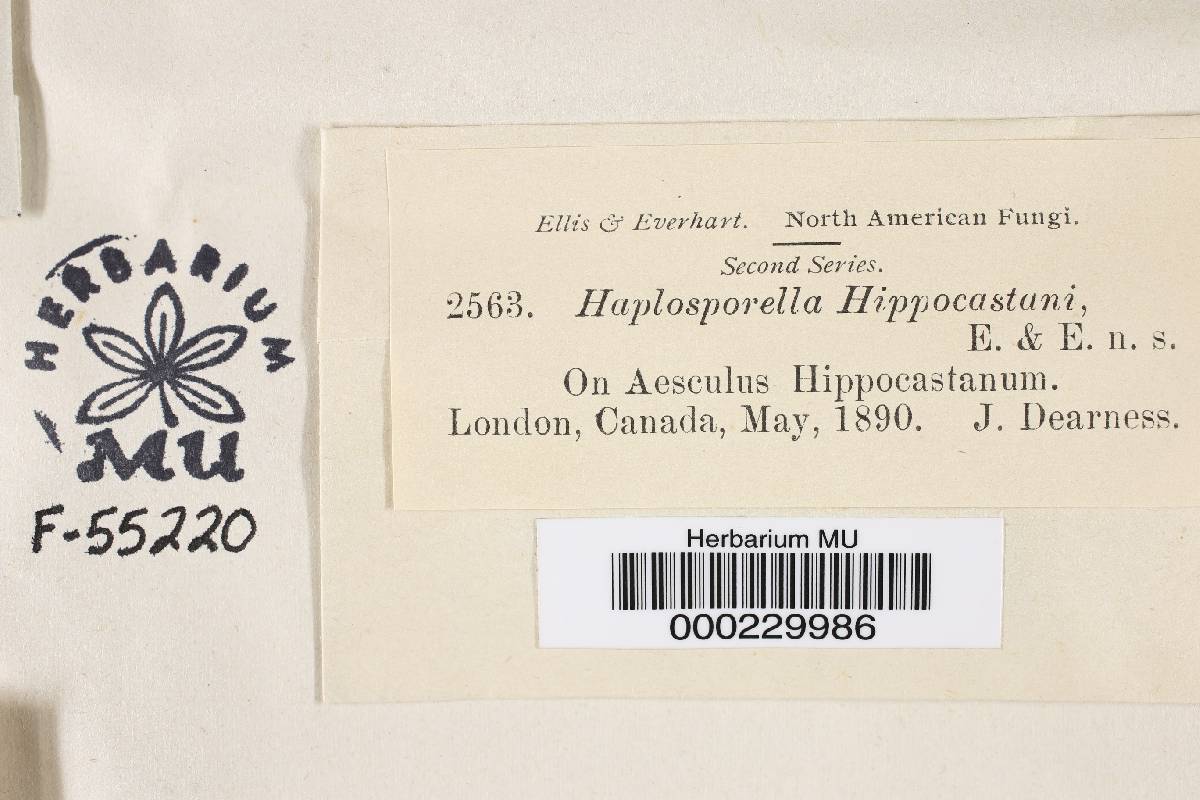 HERBARIUM
MU
F-55220
Ellis & Everhart. North American Fungi.
Second Series.
2563. Haplosporella Hippocastani,
E. & E. n. s.
On Aesculus Hippocastanum.
London, Canada, May, 1890. J. Dearness.
Herbarium MU
000229986